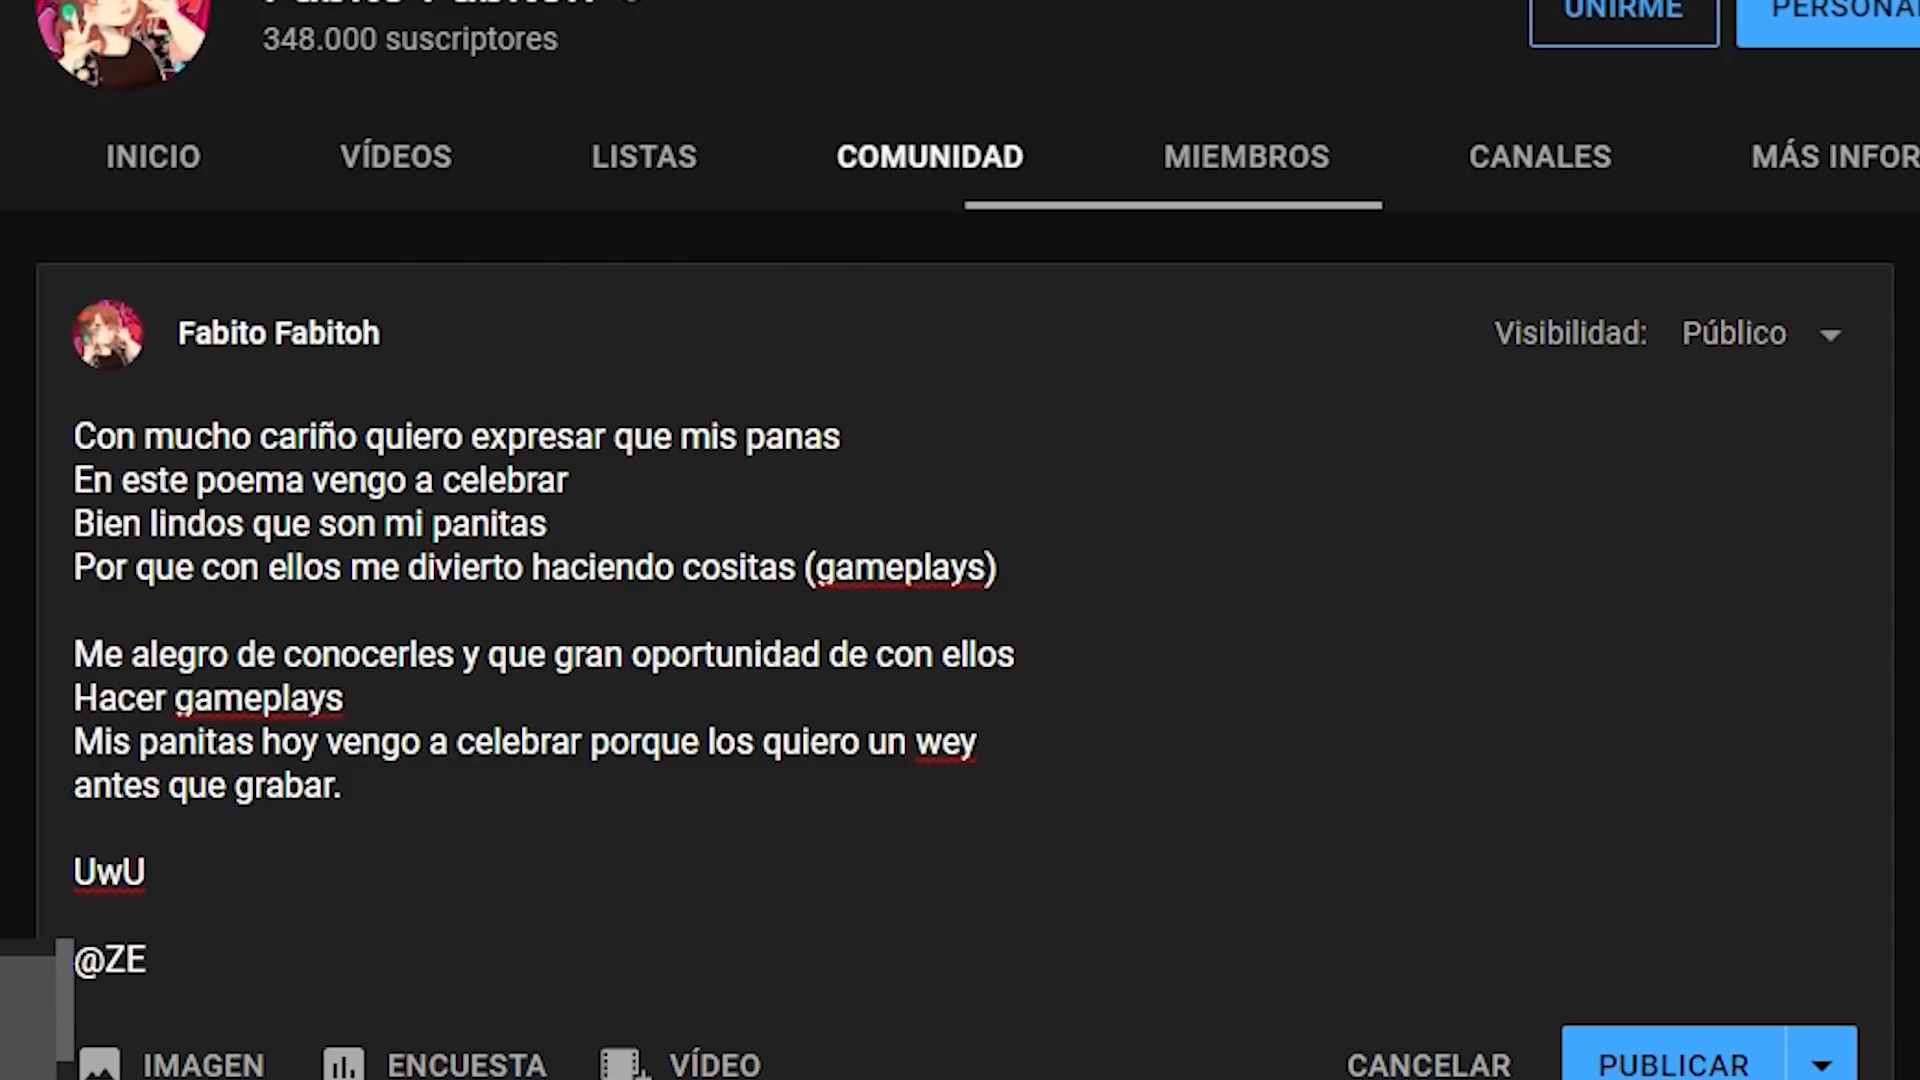 348.000 suscriptores
UNIRME
INICIO VÍDEOS LISTAS COMUNIDAD MIEMBROS CANALES MÁS INFOR
Fabito Fabitoh
Visibilidad: Público
Con mucho cariño quiero expresar que mis panas
En este poema vengo a celebrar
Bien lindos que son mi panitas
Por que con ellos me divierto haciendo cositas (gameplays)
Me alegro de conocerles y que gran oportunidad de con ellos
Hacer gameplays
Mis panitas hoy vengo a celebrar porque los quiero un wey
antes que grabar.
UwU
@ZE
IMAGEN ENCUESTA VÍDEO CANCELAR PUBLICAR